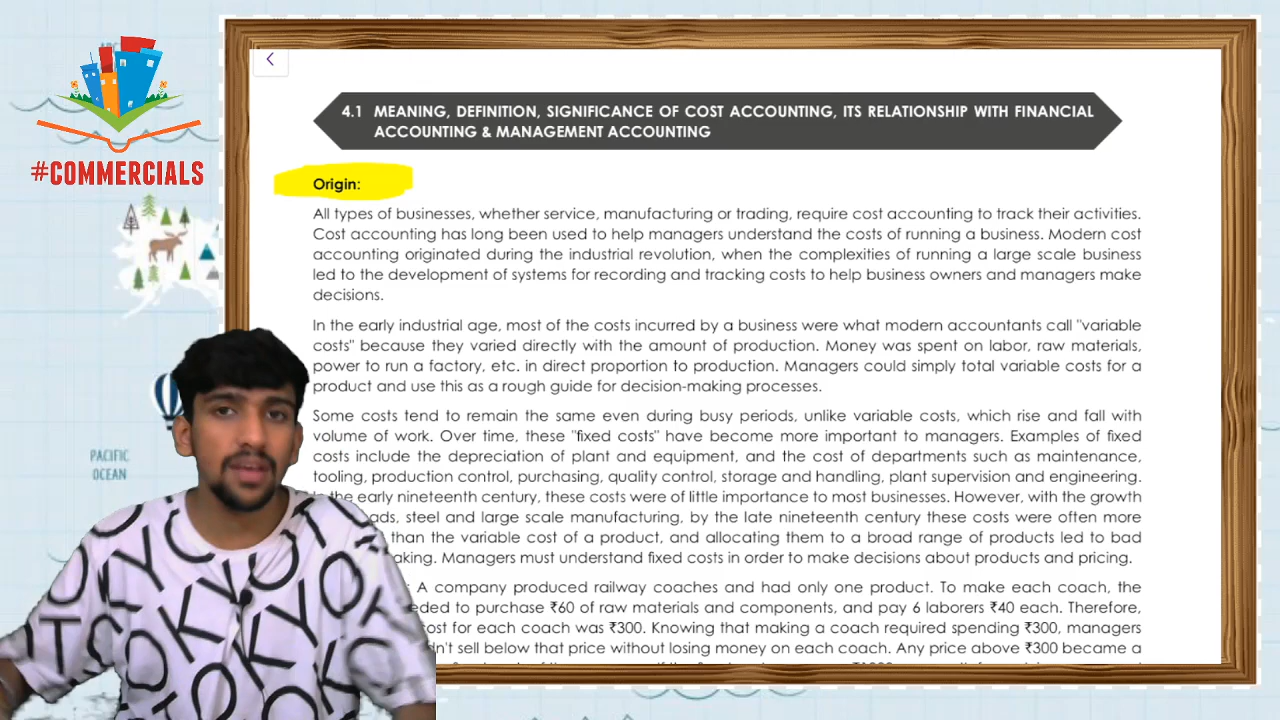 #COMMERCIALS
PACIFIC
OCEAN
4.1 MEANING, DEFINITION, SIGNIFICANCE OF COST ACCOUNTING, ITS RELATIONSHIP WITH FINANCIAL
ACCOUNTING & MANAGEMENT ACCOUNTING
Origin:
All types of businesses, whether service, manufacturing or trading, require cost accounting to track their activities.
Cost accounting has long been used to help managers understand the costs of running a business. Modern cost
accounting originated during the industrial revolution, when the complexities of running a large scale business
led to the development of systems for recording and tracking costs to help business owners and managers make
decisions.
In the early industrial age, most of the costs incurred by a business were what modern accountants call "variable
costs" because they varied directly with the amount of production. Money was spent on labor, raw materials,
power to run a factory, etc. in direct proportion to production. Managers could simply total variable costs for a
product and use this as a rough guide for decision-making processes.
Some costs tend to remain the same even during busy periods, unlike variable costs, which rise and fall with
volume of work. Over time, these "fixed costs" have become more important to managers. Examples of fixed
costs include the depreciation of plant and equipment, and the cost of departments such as maintenance,
tooling, production control, purchasing, quality control, storage and handling, plant supervision and engineering.
the early nineteenth century, these costs were of little importance to most businesses. However, with the growth
steel and large scale manufacturing, by the late nineteenth century these costs were often more
than the variable cost of a product, and allocating them to a broad range of products led to bad
Managers must understand fixed costs in order to make decisions about products and pricing.
A company produced railway coaches and had only one product. To make each coach, the
to purchase ₹60 of raw materials and components, and pay 6 laborers ₹40 each. Therefore,
cost for each coach was ₹300. Knowing that making a coach required spending ₹300, managers
sell below that price without losing money on each coach. Any price above ₹300 became a